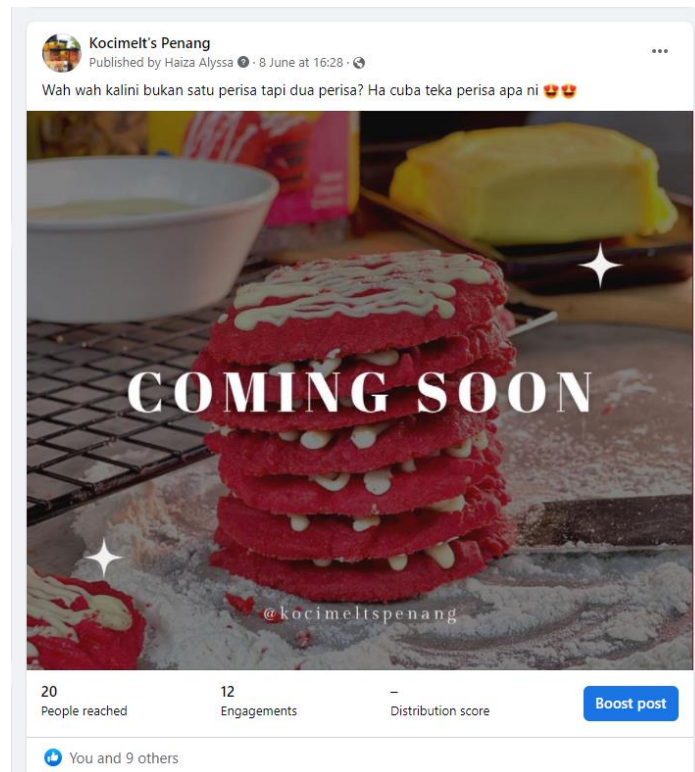 Kocimelt's Penang
Published by Haiza Alyssa · 8 June at 16:28 ·
Wah wah kalini bukan satu perisa tapi dua perisa? Ha cuba teka perisa apa ni 😍😍
COMING SOON
@kocimeltspenang
20
People reached
12
Engagements
–
Distribution score
Boost post
You and 9 others